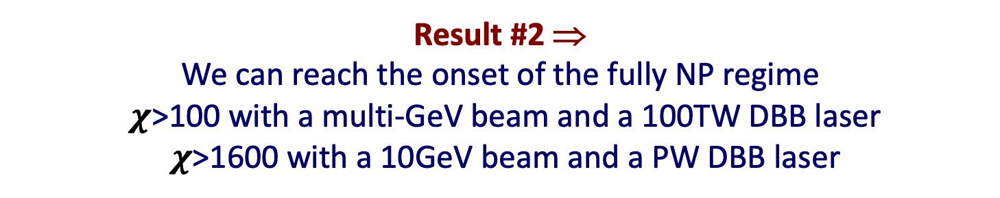 Result #2 ⇒
We can reach the onset of the fully NP regime
χ>100 with a multi-GeV beam and a 100TW DBB laser
χ>1600 with a 10GeV beam and a PW DBB laser